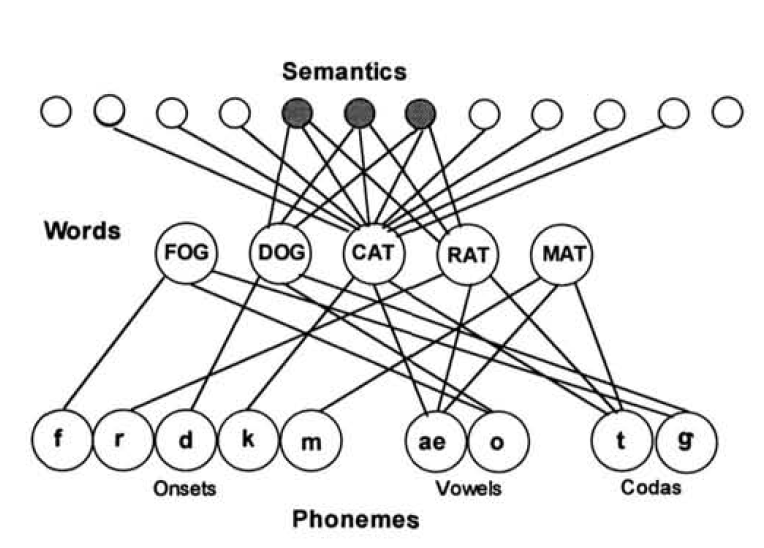 Semantics
Words
FOG DOG CAT RAT MAT
f r d k m ae o t g
Onsets Vowels Codas
Phonemes